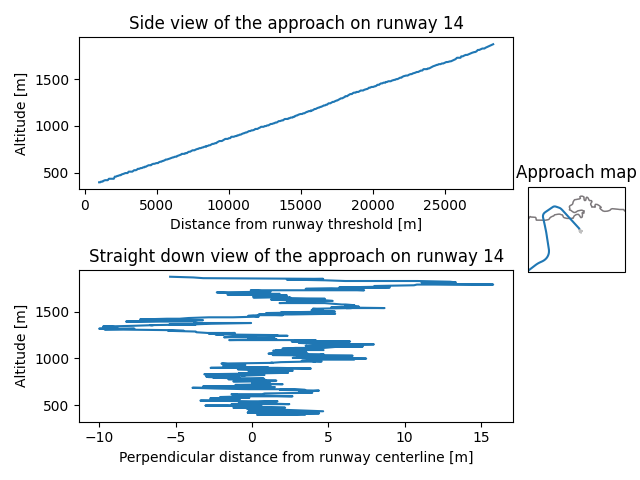 Side view of the approach on runway 14
Altitude [m]
1500
1000
500
0 5000 10000 15000 20000 25000
Distance from runway threshold [m]
Approach map
Straight down view of the approach on runway 14
Altitude [m]
1500
1000
500
−10 −5 0 5 10 15
Perpendicular distance from runway centerline [m]